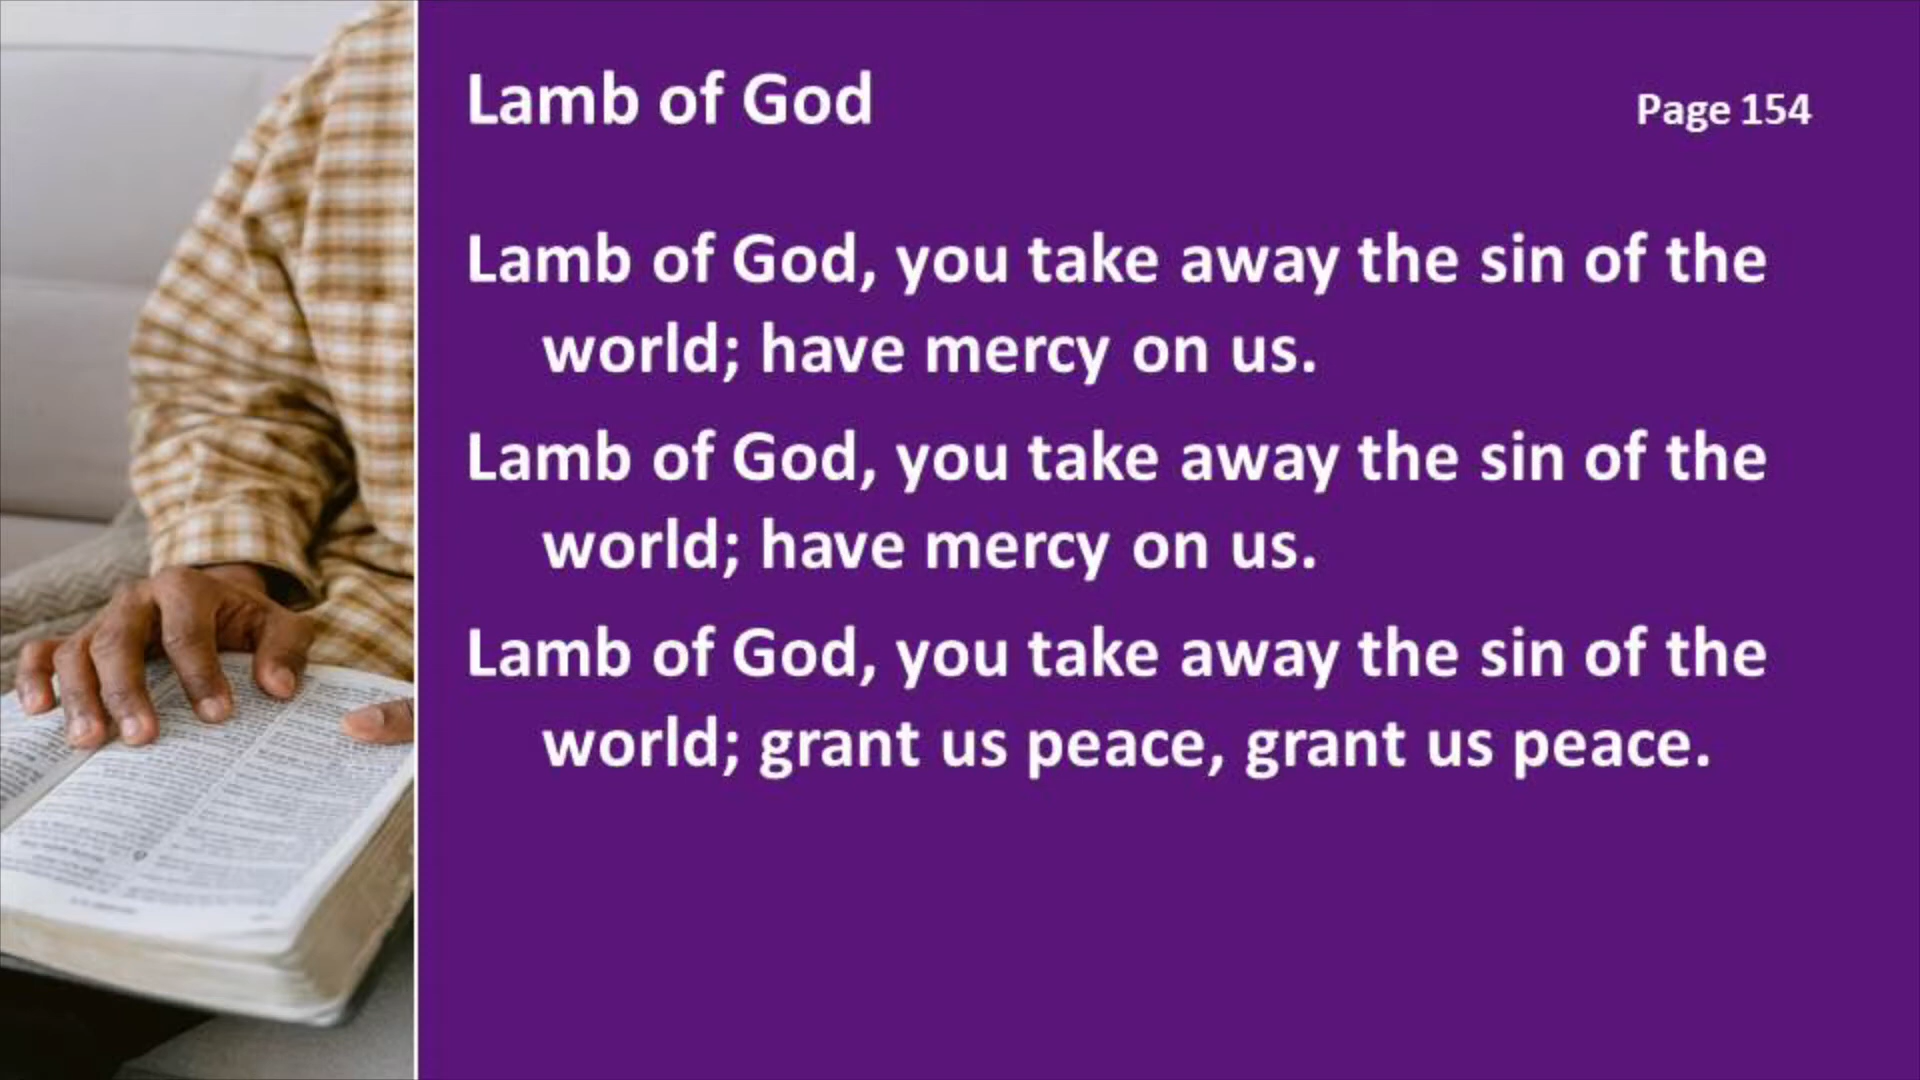 Lamb of God
Page 154
Lamb of God, you take away the sin of the
world; have mercy on us.
Lamb of God, you take away the sin of the
world; have mercy on us.
Lamb of God, you take away the sin of the
world; grant us peace, grant us peace.